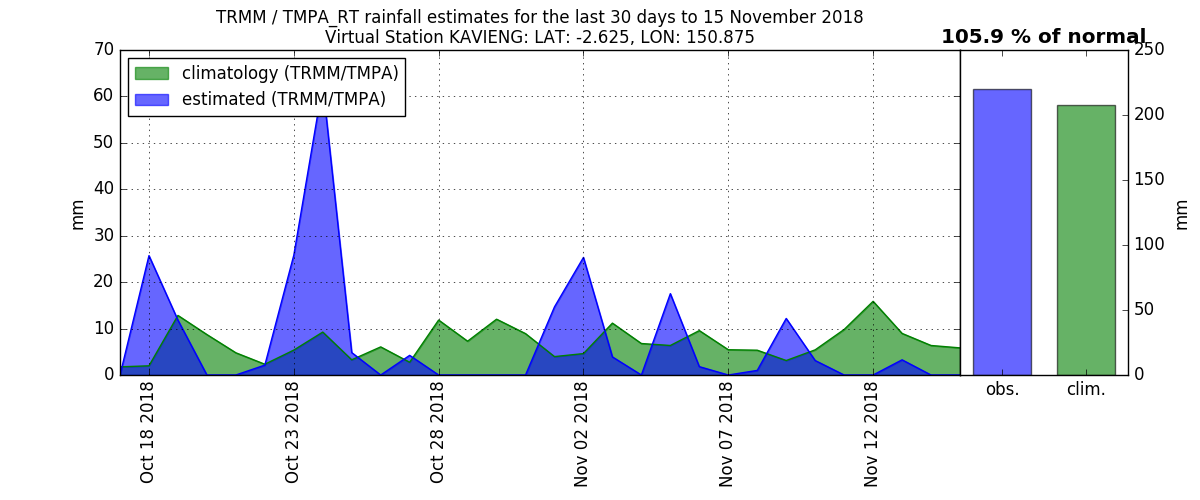 TRMM / TMPA_RT rainfall estimates for the last 30 days to 15 November 2018
Virtual Station KAVIENG: LAT: -2.625, LON: 150.875
105.9 % of normal
climatology (TRMM/TMPA)
estimated (TRMM/TMPA)
70
60
50
40
30
20
10
0
mm
Oct 18 2018
Oct 23 2018
Oct 28 2018
Nov 02 2018
Nov 07 2018
Nov 12 2018
obs.
clim.
250
200
150
100
50
0
mm